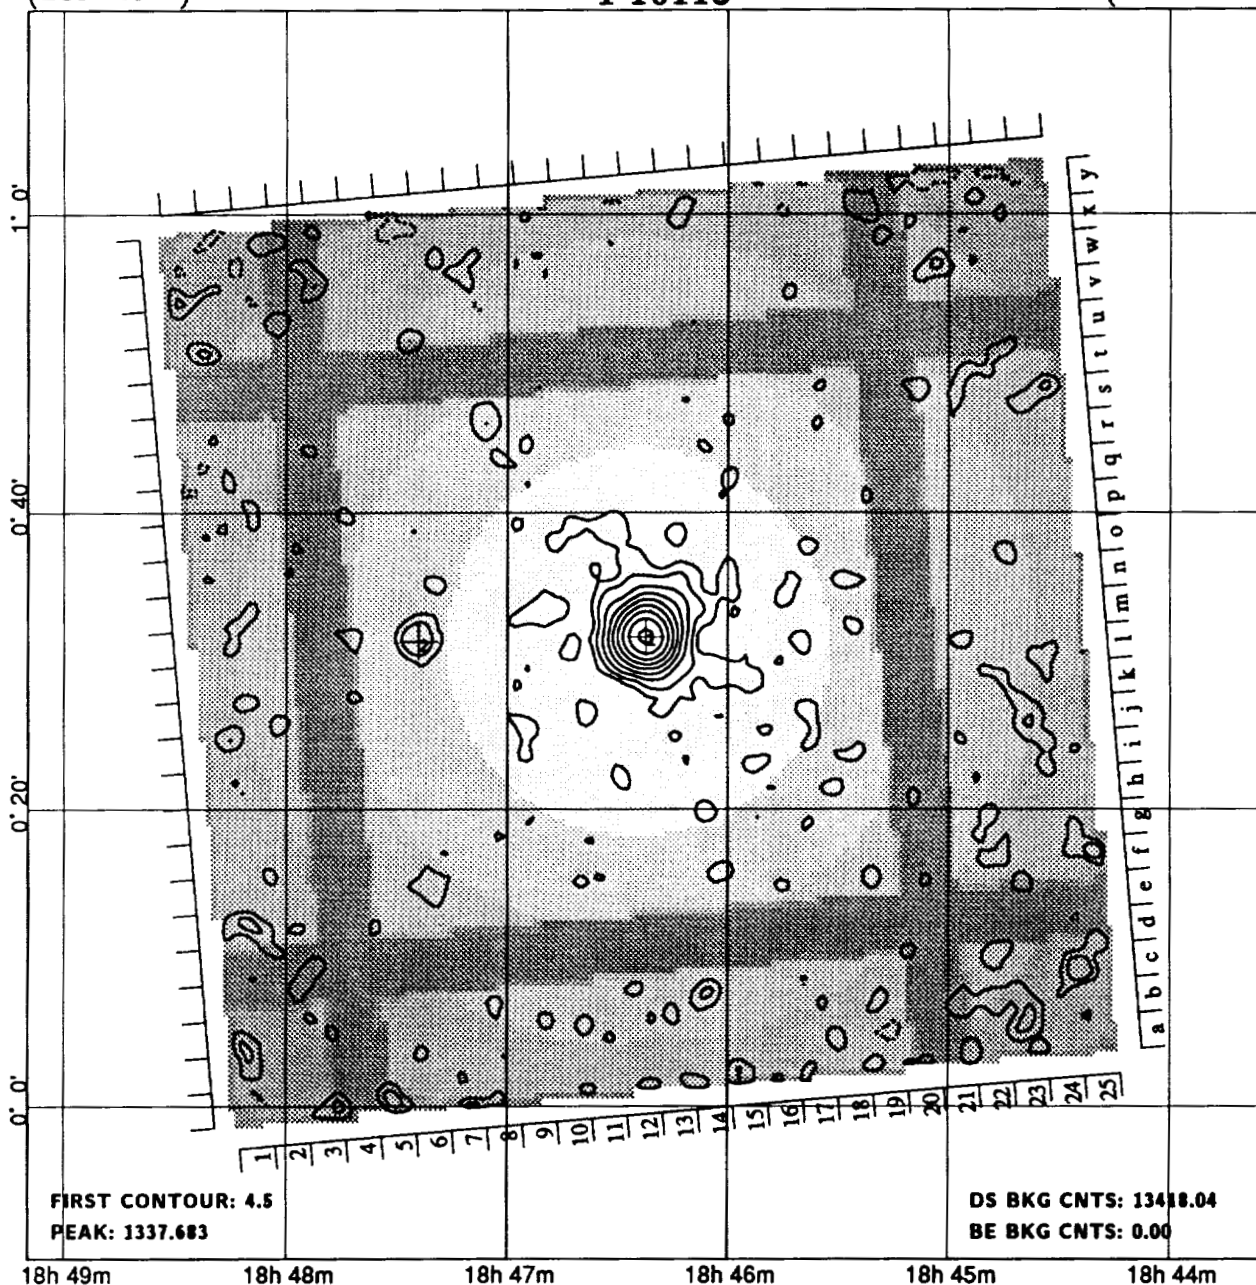 1° 0'
y
x
w
v
u
t
s
r
q
p
o
n
m
l
k
j
i
h
g
f
e
d
c
b
a
0° 40'
0° 20'
0° 0'
1 2 3 4 5 6 7 8 9 10 11 12 13 14 15 16 17 18 19 20 21 22 23 24 25
FIRST CONTOUR: 4.5
PEAK: 1337.683
DS BKG CNTS: 13418.04
BE BKG CNTS: 0.00
18h 49m 18h 48m 18h 47m 18h 46m 18h 45m 18h 44m